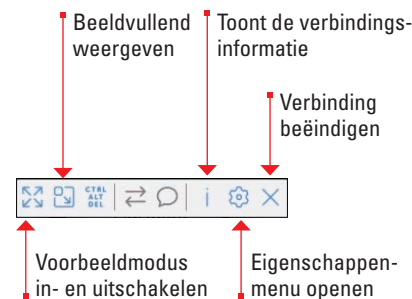 Beeldvullend
weergeven
Toont de verbindings-
informatie
Verbinding
beëindigen
CTRL
ALT
DEL
i
Voorbeeldmodus
in- en uitschakelen
Eigenschappen-
menu openen